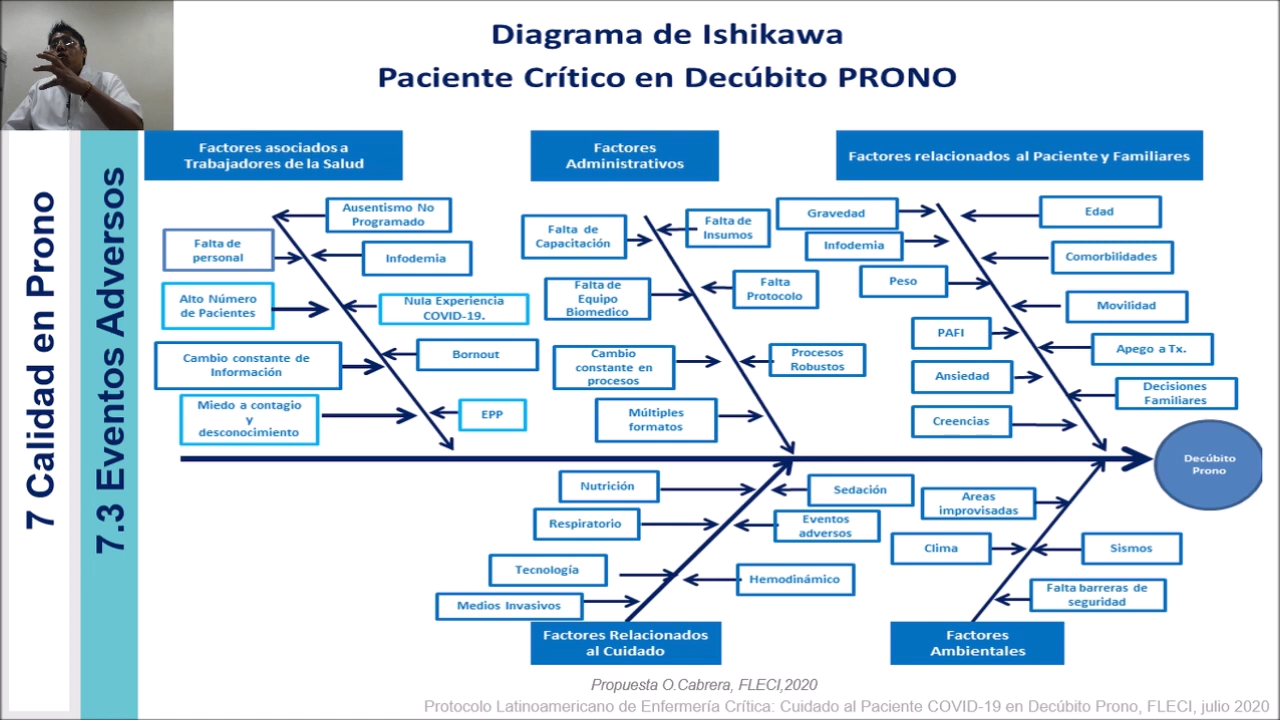 Diagrama de Ishikawa
Paciente Crítico en Decúbito PRONO
7 Calidad en Prono
7.3 Eventos Adversos
Factores asociados a
Trabajadores de la Salud
Factores
Administrativos
Factores relacionados al Paciente y Familiares
Ausentismo No
Programado
Falta de
personal
Infodemia
Alto Número
de Pacientes
Nula Experiencia
COVID-19.
Cambio constante de
Información
Bornout
Miedo a contagio
y
desconocimiento
EPP
Falta de
Capacitación
Falta de
Insumos
Falta de
Equipo
Biomedico
Falta
Protocolo
Cambio
constante en
procesos
Procesos
Robustos
Múltiples
formatos
Gravedad
Edad
Infodemia
Comorbilidades
Peso
Movilidad
PAFI
Apego a Tx.
Ansiedad
Decisiones
Familiares
Creencias
Decúbito
Prono
Nutrición
Sedación
Respiratorio
Eventos
adversos
Tecnología
Hemodinámico
Medios Invasivos
Factores Relacionados
al Cuidado
Areas
improvisadas
Clima
Sismos
Falta barreras de
seguridad
Factores
Ambientales
Propuesta O.Cabrera, FLECI,2020
Protocolo Latinoamericano de Enfermería Crítica: Cuidado al Paciente COVID-19 en Decúbito Prono, FLECI, julio 2020